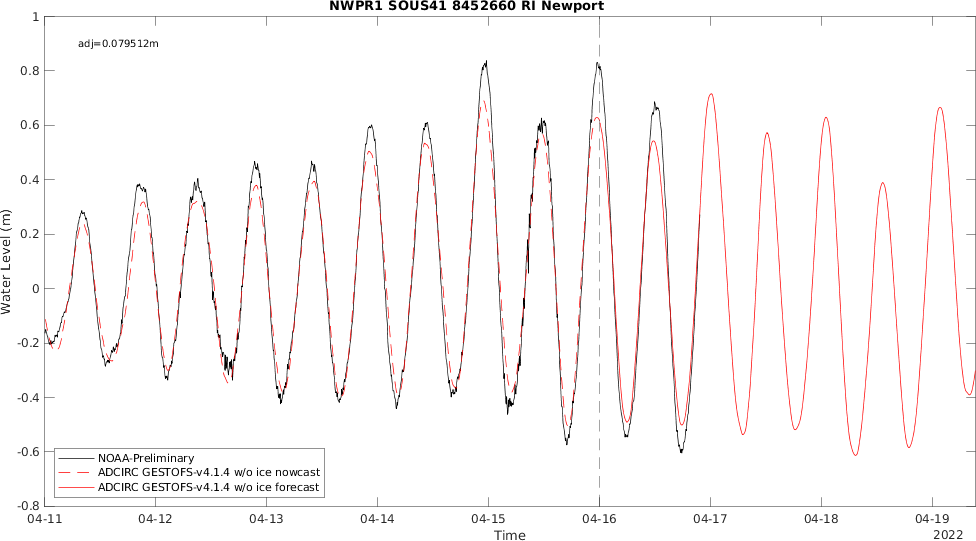 NWPR1 SOUS41 8452660 RI Newport
adj=0.079512m
1
0.8
0.6
0.4
0.2
0
-0.2
-0.4
-0.6
-0.8
Water Level (m)
NOAA-Preliminary
ADCIRC GESTOFS-v4.1.4 w/o ice nowcast
ADCIRC GESTOFS-v4.1.4 w/o ice forecast
04-11 04-12 04-13 04-14 04-15 04-16 04-17 04-18 04-19
Time
2022